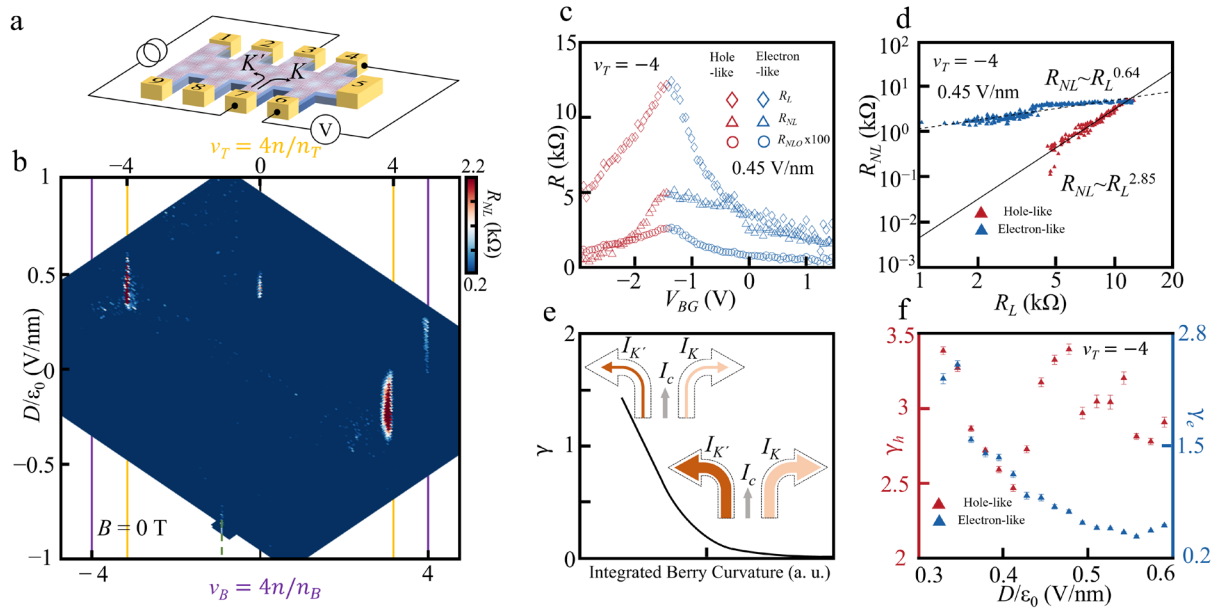 a
1
2
3
4
5
6
7
8
9
K′
K
V
b
ν_T = 4n/n_T
−4
0
4
1
0.5
0
−0.5
−1
D/ε₀ (V/nm)
B = 0 T
2.2
R_NL (kΩ)
0.2
−4
4
ν_B = 4n/n_B
c
ν_T = −4
Hole-like
Electron-like
R_L
R_NL
R_NLO x100
0.45 V/nm
15
10
5
0
R (kΩ)
−2
−1
0
1
V_BG (V)
d
ν_T = −4
0.45 V/nm
R_NL~R_L^0.64
R_NL~R_L^2.85
Hole-like
Electron-like
10²
10¹
10⁰
10⁻¹
10⁻²
10⁻³
R_NL (kΩ)
1
2
5
10
20
R_L (kΩ)
e
2
1
0
γ
I_K′
I_K
I_c
I_K′
I_K
I_c
Integrated Berry Curvature (a. u.)
f
ν_T = −4
3.5
3
2.5
2
γ_h
2.8
1.5
0.2
γ_e
Hole-like
Electron-like
0.3
0.4
0.5
0.6
D/ε₀ (V/nm)